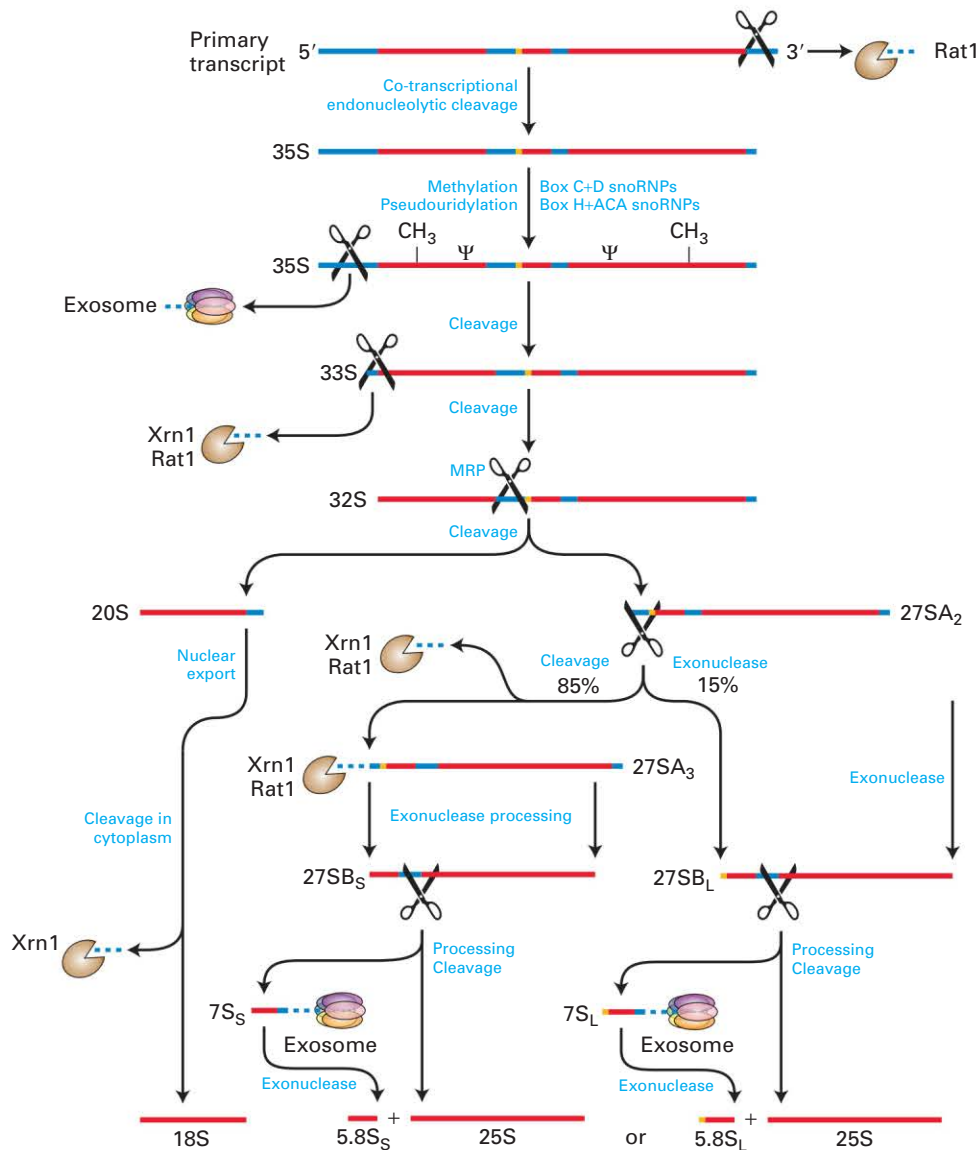 Primary
transcript
5′
3′
Rat1
Co-transcriptional
endonucleolytic cleavage
35S
Methylation
Pseudouridylation
Box C+D snoRNPs
Box H+ACA snoRNPs
CH3
Ψ
Ψ
CH3
35S
Exosome
Cleavage
33S
Cleavage
Xrn1
Rat1
MRP
32S
Cleavage
20S
27SA2
Nuclear
export
Xrn1
Rat1
Cleavage
85%
Exonuclease
15%
Xrn1
Rat1
27SA3
Exonuclease
Exonuclease processing
Cleavage in
cytoplasm
27SBS
27SBL
Xrn1
Processing
Cleavage
Processing
Cleavage
7SS
Exosome
7SL
Exosome
Exonuclease
Exonuclease
18S
5.8SS
+
25S
or
5.8SL
+
25S